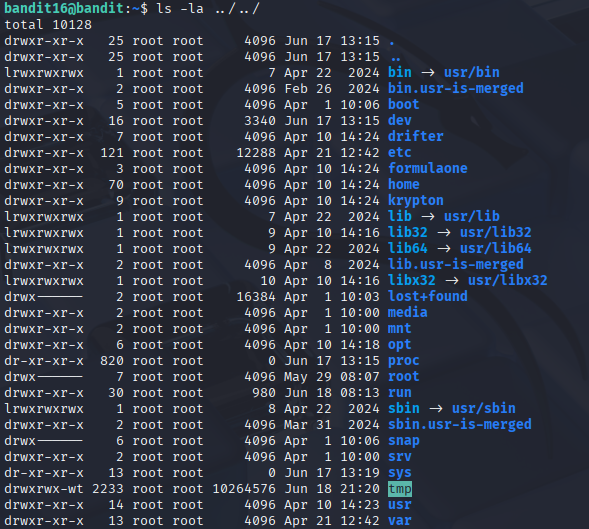 bandit16@bandit:~$ ls -la ../../
total 10128
drwxr-xr-x   25 root root     4096 Jun 17 13:15 .
drwxr-xr-x   25 root root     4096 Jun 17 13:15 ..
lrwxrwxrwx    1 root root        7 Apr 22  2024 bin → usr/bin
drwxr-xr-x    2 root root     4096 Feb 26  2024 bin.usr-is-merged
drwxr-xr-x    5 root root     4096 Apr  1 10:06 boot
drwxr-xr-x   16 root root     3340 Jun 17 13:15 dev
drwxr-xr-x    7 root root     4096 Apr 10 14:24 drifter
drwxr-xr-x  121 root root    12288 Apr 21 12:42 etc
drwxr-xr-x    3 root root     4096 Apr 10 14:24 formulaone
drwxr-xr-x   70 root root     4096 Apr 10 14:24 home
drwxr-xr-x    9 root root     4096 Apr 10 14:24 krypton
lrwxrwxrwx    1 root root        7 Apr 22  2024 lib → usr/lib
lrwxrwxrwx    1 root root        9 Apr 10 14:16 lib32 → usr/lib32
lrwxrwxrwx    1 root root        9 Apr 22  2024 lib64 → usr/lib64
drwxr-xr-x    2 root root     4096 Apr  8  2024 lib.usr-is-merged
lrwxrwxrwx    1 root root       10 Apr 10 14:16 libx32 → usr/libx32
drwx------    2 root root    16384 Apr  1 10:03 lost+found
drwxr-xr-x    2 root root     4096 Apr  1 10:00 media
drwxr-xr-x    2 root root     4096 Apr  1 10:00 mnt
drwxr-xr-x    6 root root     4096 Apr 10 14:18 opt
dr-xr-xr-x  820 root root        0 Jun 17 13:15 proc
drwx------    7 root root     4096 May 29 08:07 root
drwxr-xr-x   30 root root      980 Jun 18 08:13 run
lrwxrwxrwx    1 root root        8 Apr 22  2024 sbin → usr/sbin
drwxr-xr-x    2 root root     4096 Mar 31  2024 sbin.usr-is-merged
drwx------    6 root root     4096 Apr  1 10:06 snap
drwxr-xr-x    2 root root     4096 Apr  1 10:00 srv
dr-xr-xr-x   13 root root        0 Jun 17 13:19 sys
drwxrwx-wt 2233 root root 10264576 Jun 18 21:20 tmp
drwxr-xr-x   14 root root     4096 Apr 10 14:23 usr
drwxr-xr-x   13 root root     4096 Apr 21 12:42 var